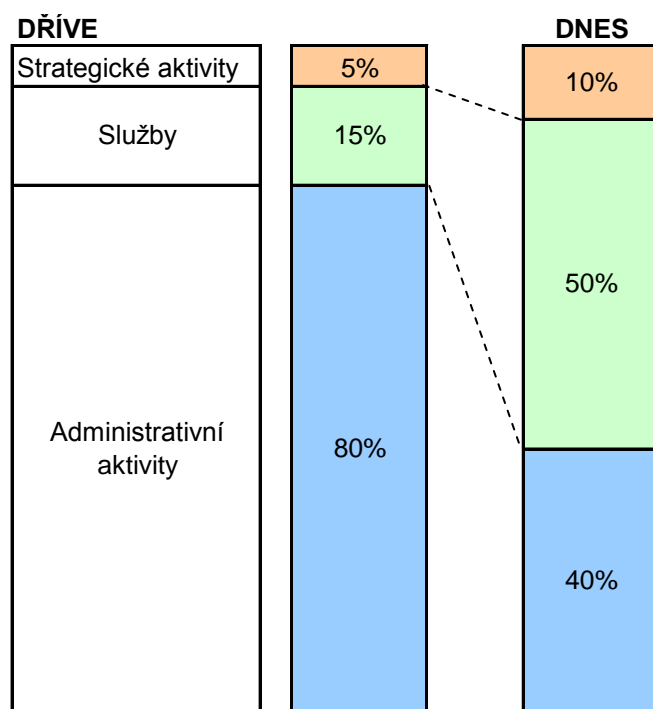 DŘÍVE
DNES
Strategické aktivity
5%
10%
Služby
15%
50%
Administrativní
aktivity
80%
40%